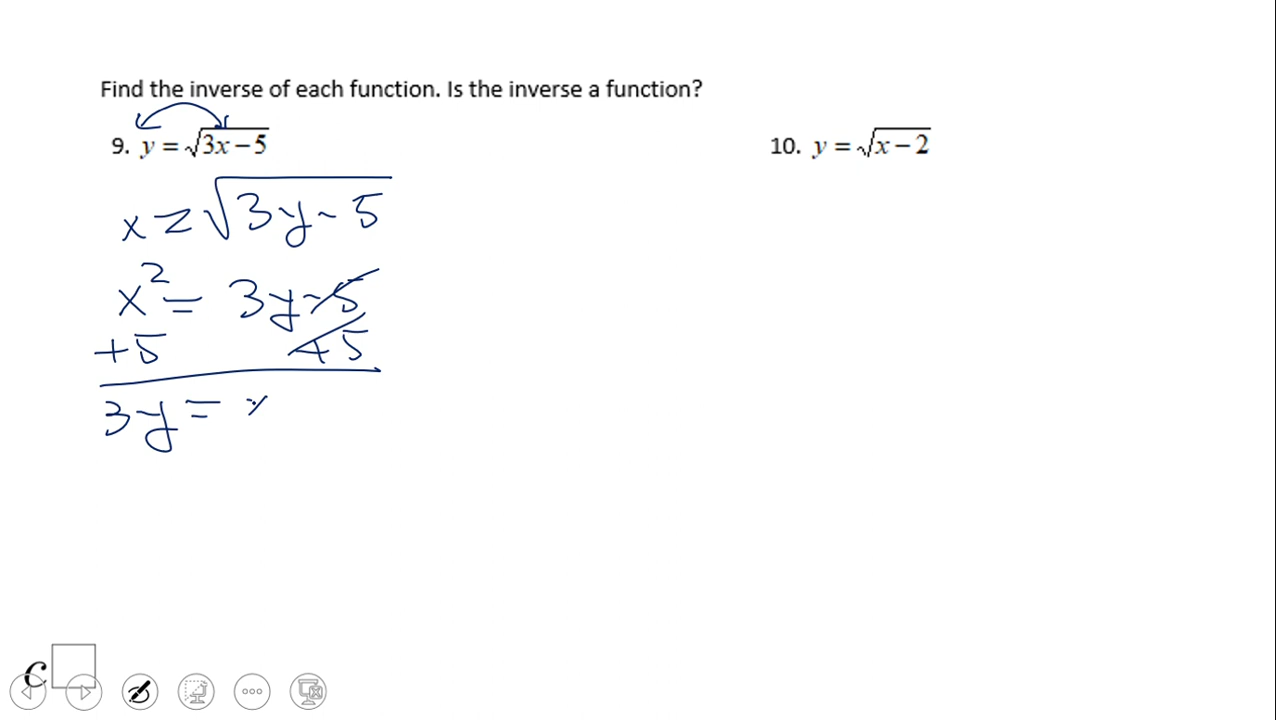 Find the inverse of each function. Is the inverse a function?
9. y = √3x − 5
10. y = √x − 2
x = √3y - 5
x² = 3y - 5
+5 +5
3y = x
C